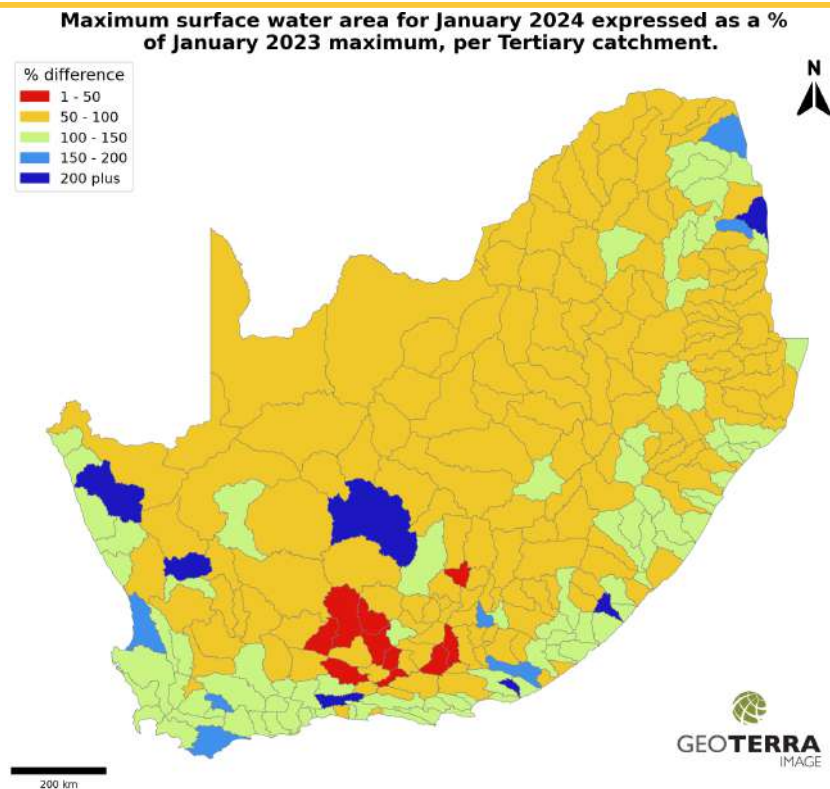 Maximum surface water area for January 2024 expressed as a %
of January 2023 maximum, per Tertiary catchment.
% difference
1 - 50
50 - 100
100 - 150
150 - 200
200 plus
N
GEOTERRA
IMAGE
200 km